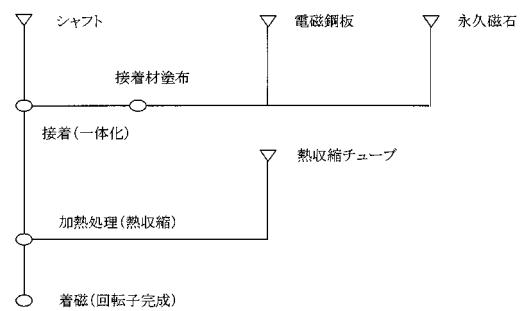 シャフト
電磁鋼板
永久磁石
接着材塗布
接着(一体化)
熱収縮チューブ
加熱処理(熱収縮)
着磁(回転子完成)